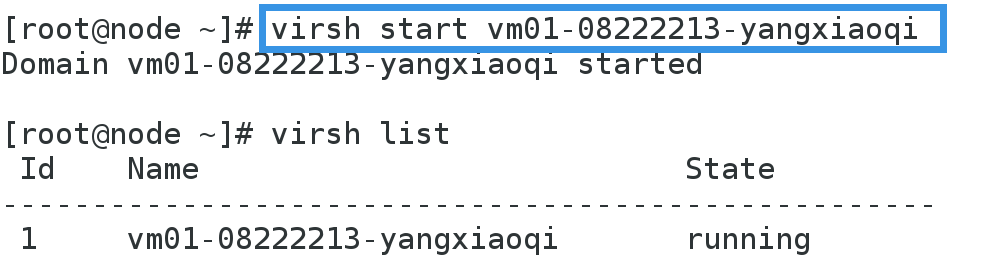 [root@node ~]# virsh start vm01-08222213-yangxiaoqi
Domain vm01-08222213-yangxiaoqi started
[root@node ~]# virsh list
 Id    Name                           State
----------------------------------------------------
 1     vm01-08222213-yangxiaoqi       running